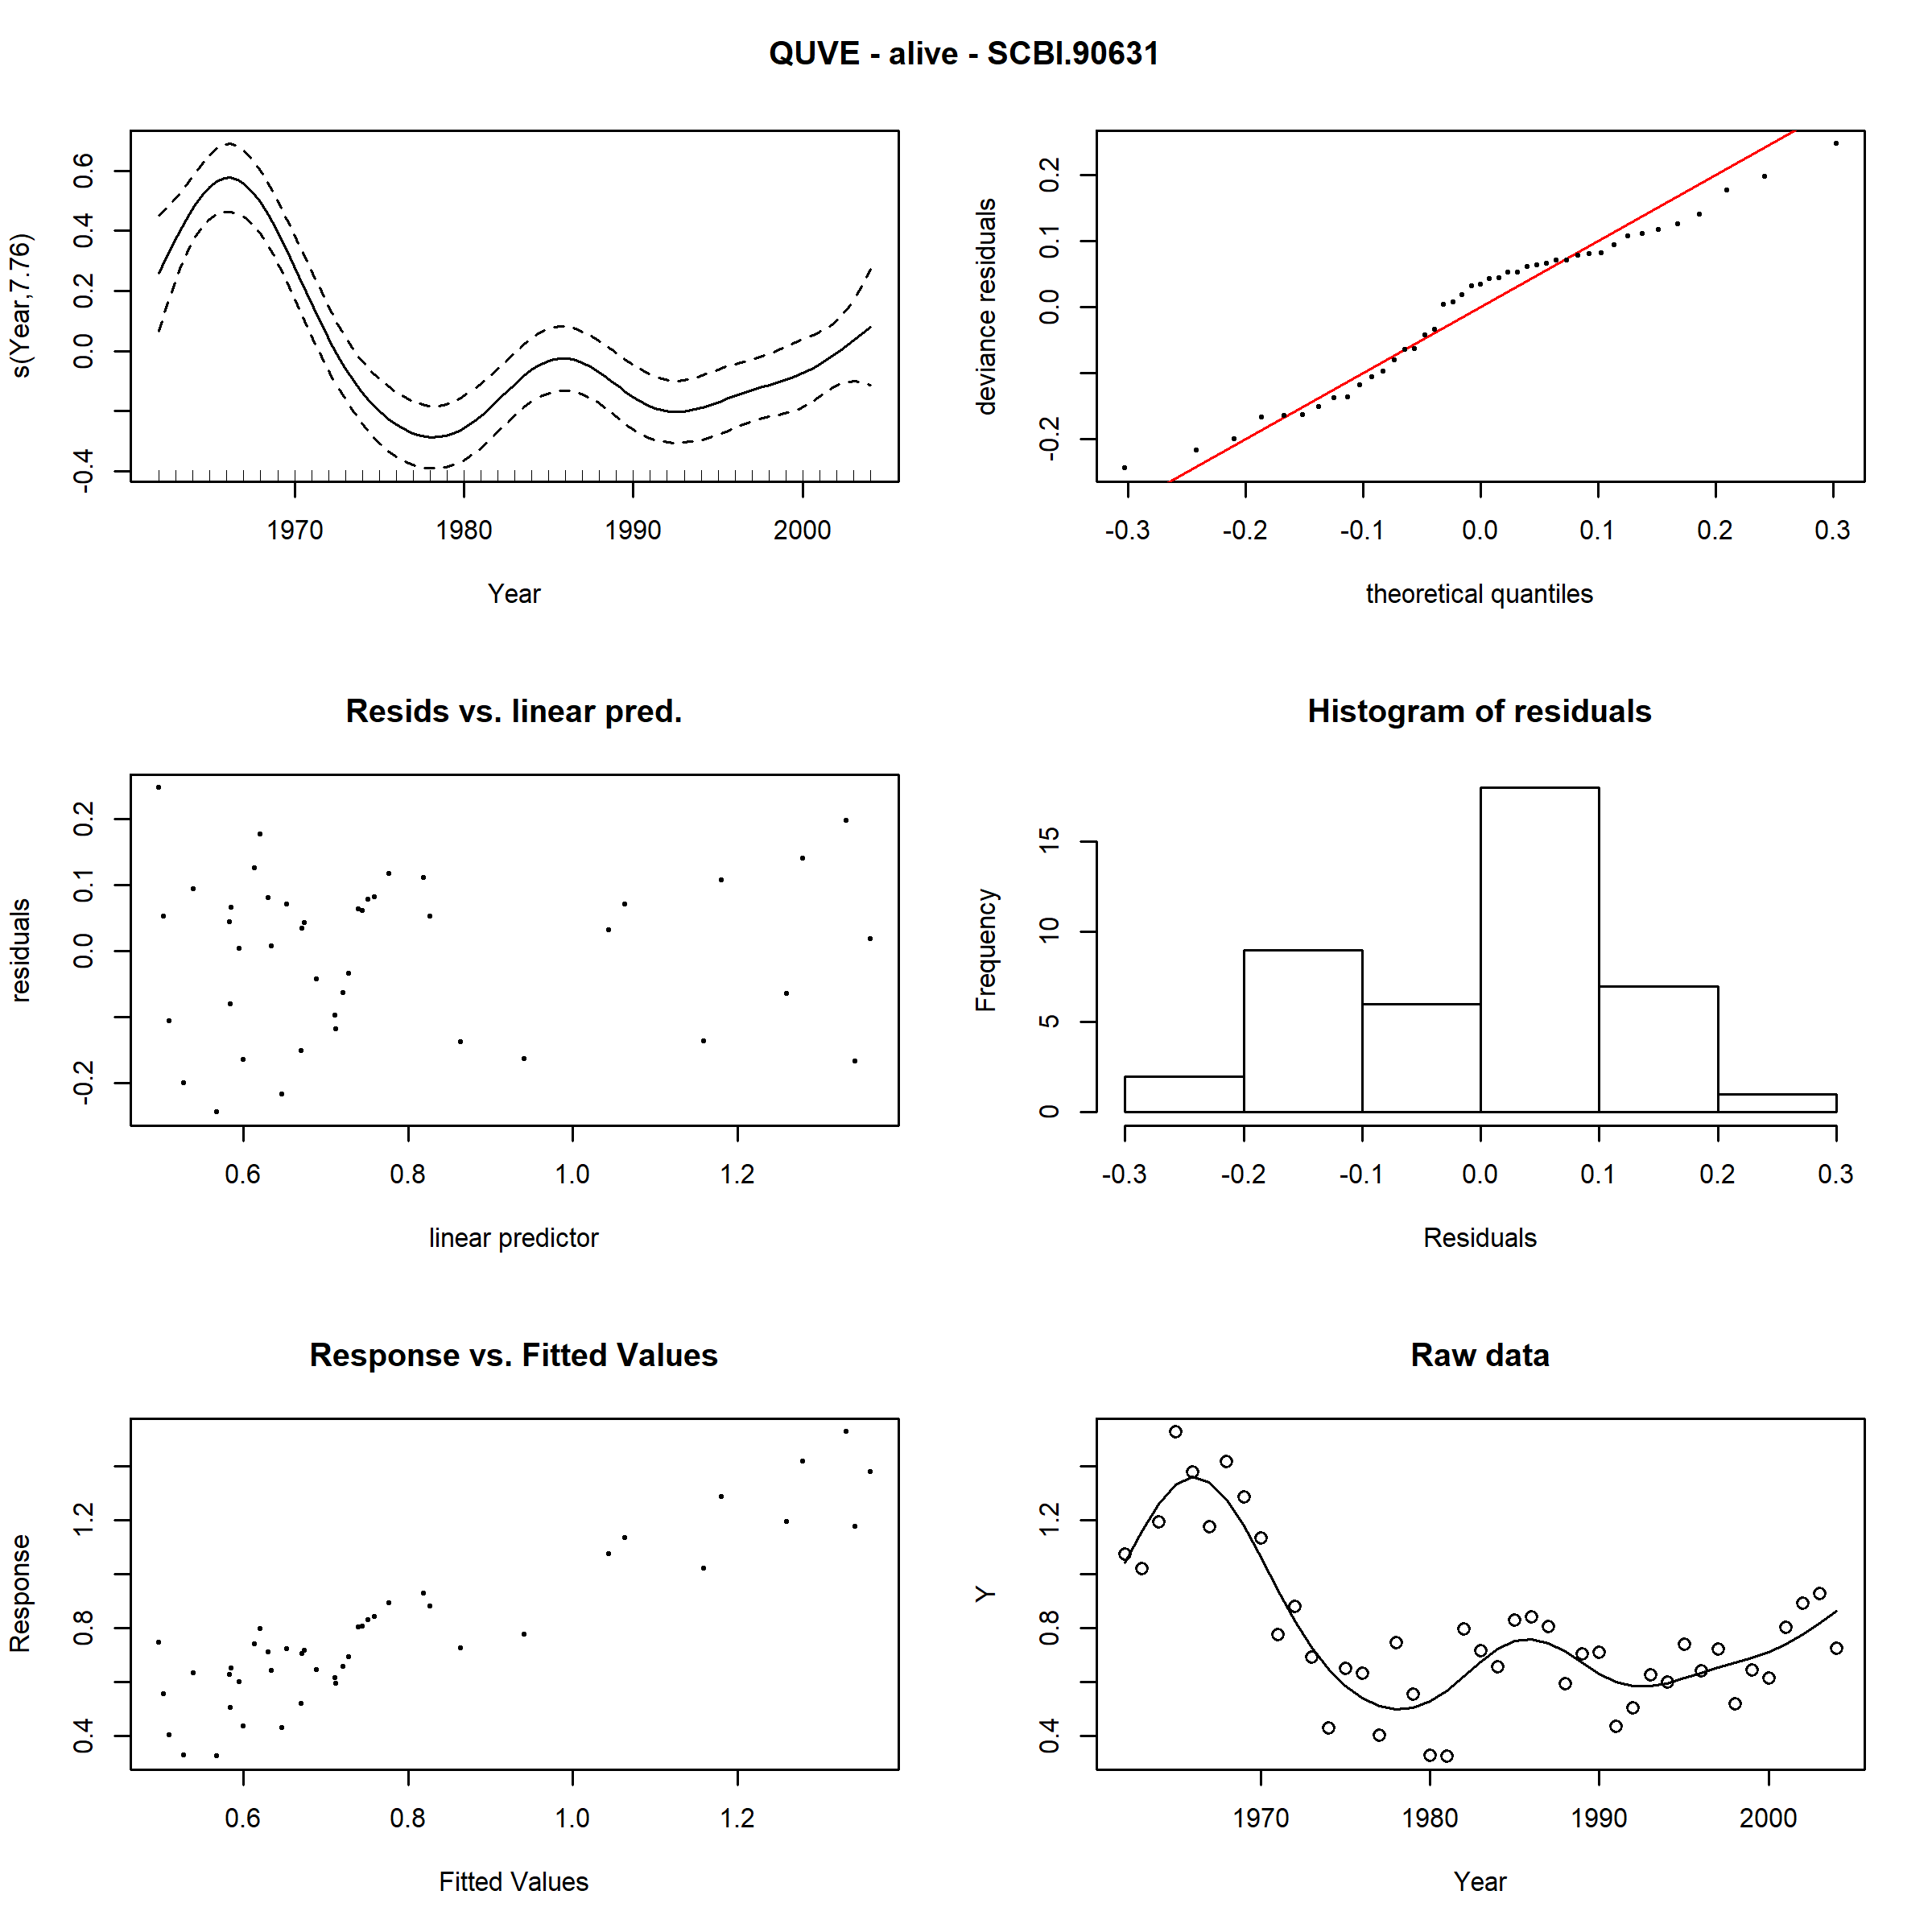 QUVE - alive - SCBI.90631
s(Year,7.76)
-0.4 0.0 0.2 0.4 0.6
1970 1980 1990 2000
Year
deviance residuals
-0.2 0.0 0.1 0.2
-0.3 -0.2 -0.1 0.0 0.1 0.2 0.3
theoretical quantiles
Resids vs. linear pred.
residuals
-0.2 0.0 0.1 0.2
0.6 0.8 1.0 1.2
linear predictor
Histogram of residuals
Frequency
0 5 10 15
-0.3 -0.2 -0.1 0.0 0.1 0.2 0.3
Residuals
Response vs. Fitted Values
Response
0.4 0.8 1.2
0.6 0.8 1.0 1.2
Fitted Values
Raw data
Y
0.4 0.8 1.2
1970 1980 1990 2000
Year